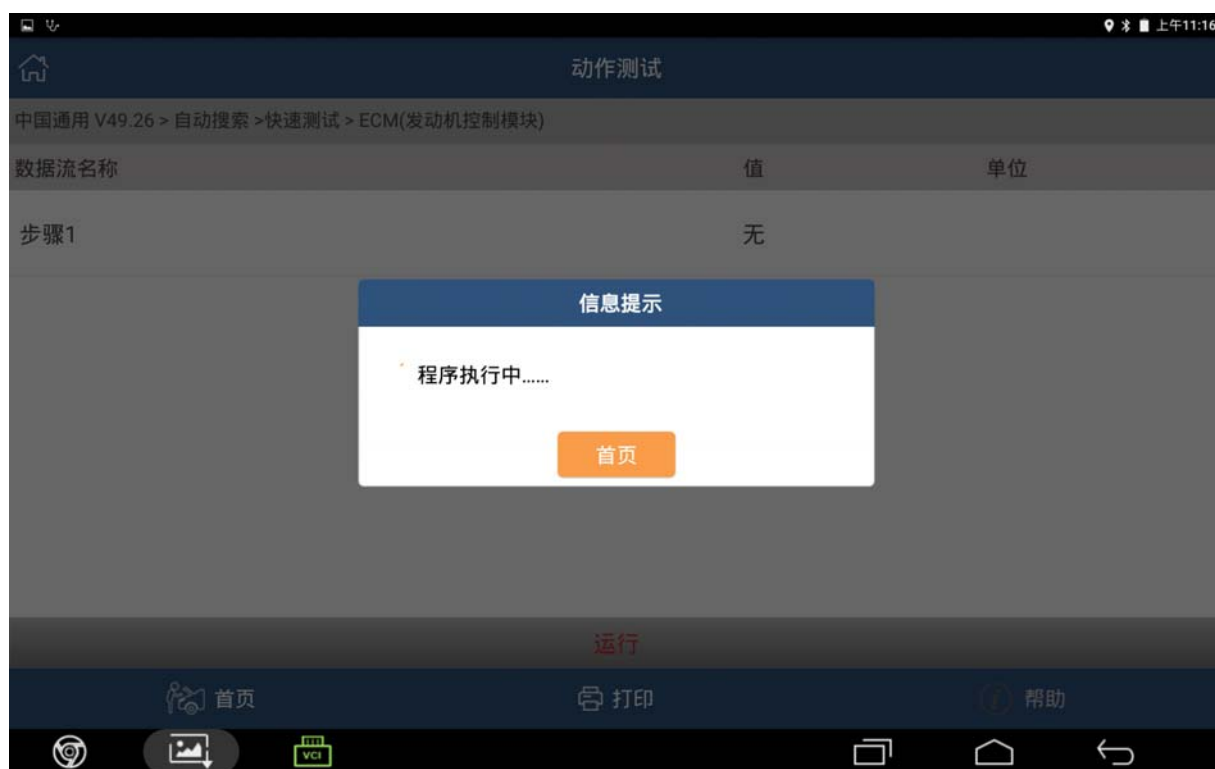 上午11:16
动作测试
中国通用 V49.26 > 自动搜索 >快速测试 > ECM(发动机控制模块)
数据流名称 值 单位
步骤1 无
信息提示
程序执行中......
首页
运行
首页 打印 帮助
VCI